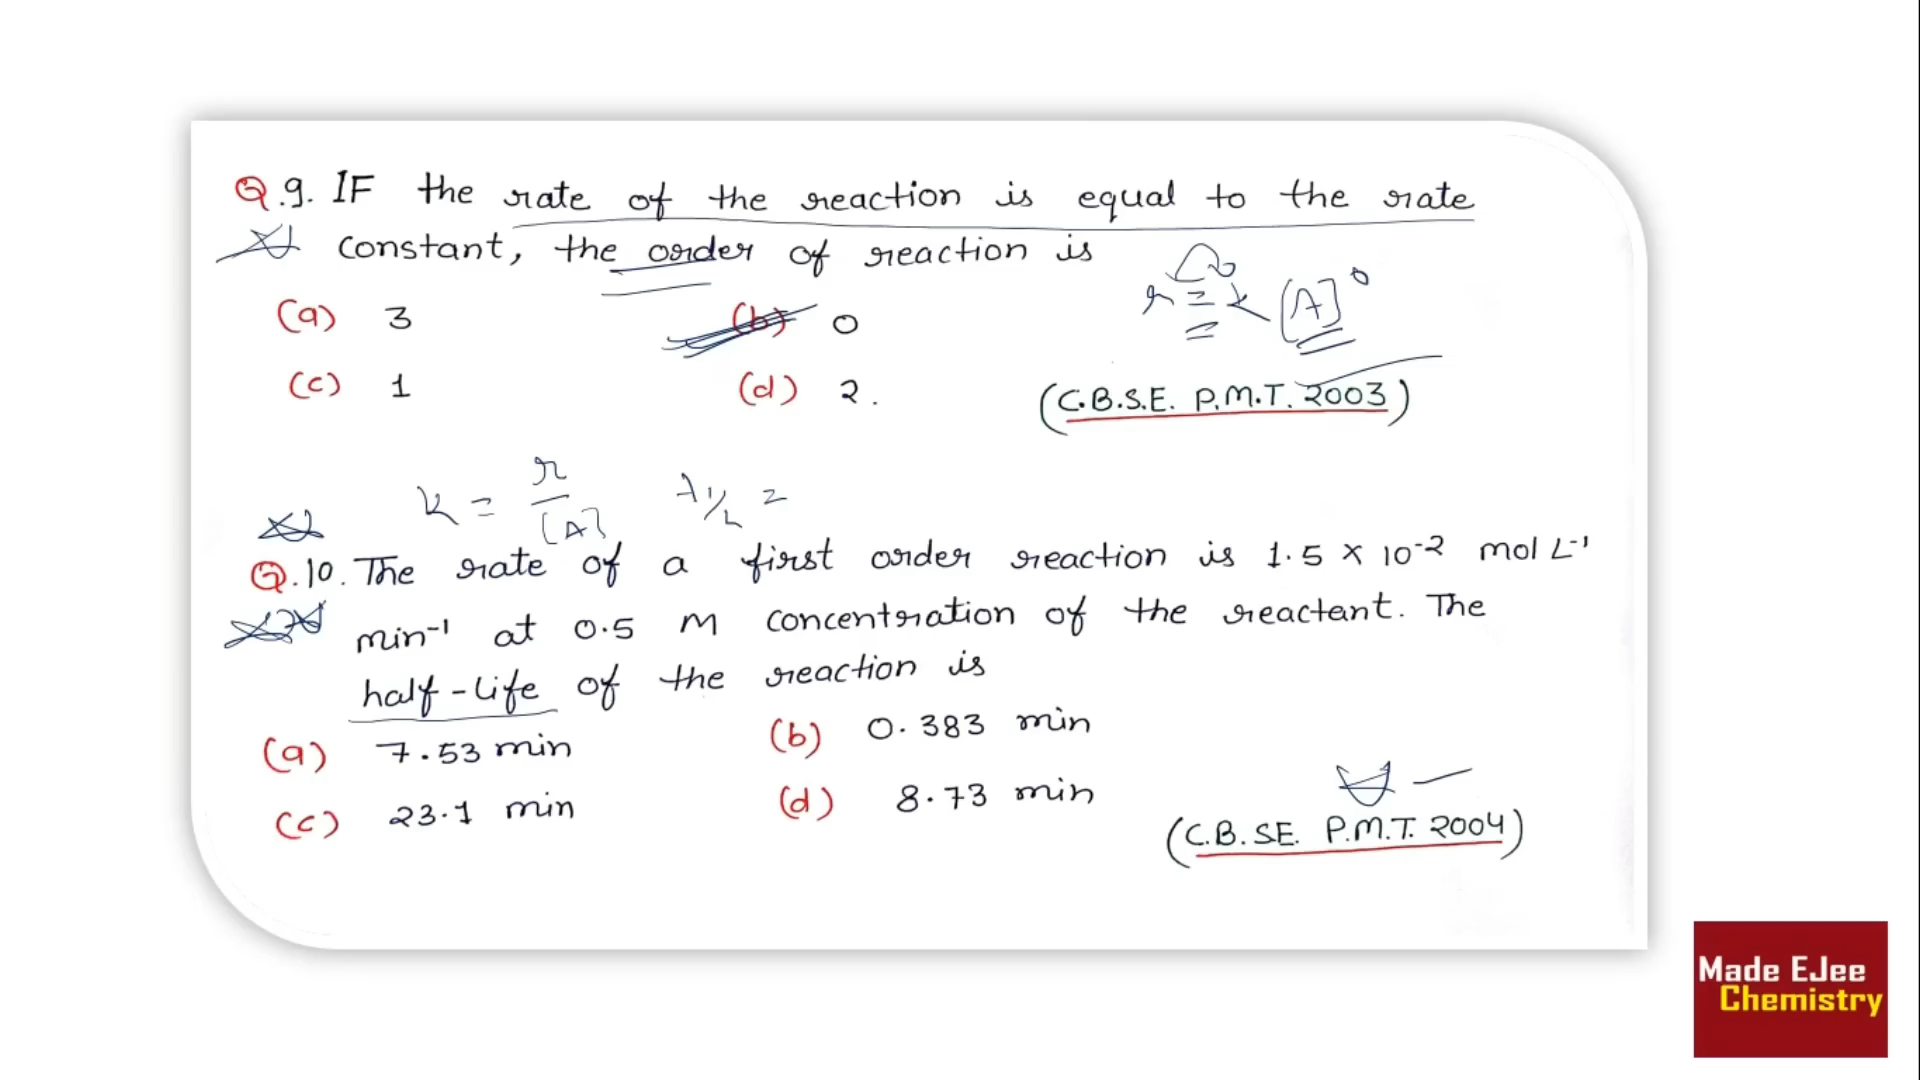 Q.9. IF the rate of the reaction is equal to the rate
constant, the order of reaction is
r = k [A]⁰
(a) 3 (b) 0
(c) 1 (d) 2.
(C.B.S.E. P.M.T. 2003)
K = r/[A] t1/2 =
Q.10. The rate of a first order reaction is 1.5 × 10⁻² mol L⁻¹
min⁻¹ at 0.5 M concentration of the reactant. The
half-life of the reaction is
(a) 7.53 min (b) 0.383 min
(c) 23.1 min (d) 8.73 min
(C.B.SE. P.M.T. 2004)
Made EJee
Chemistry